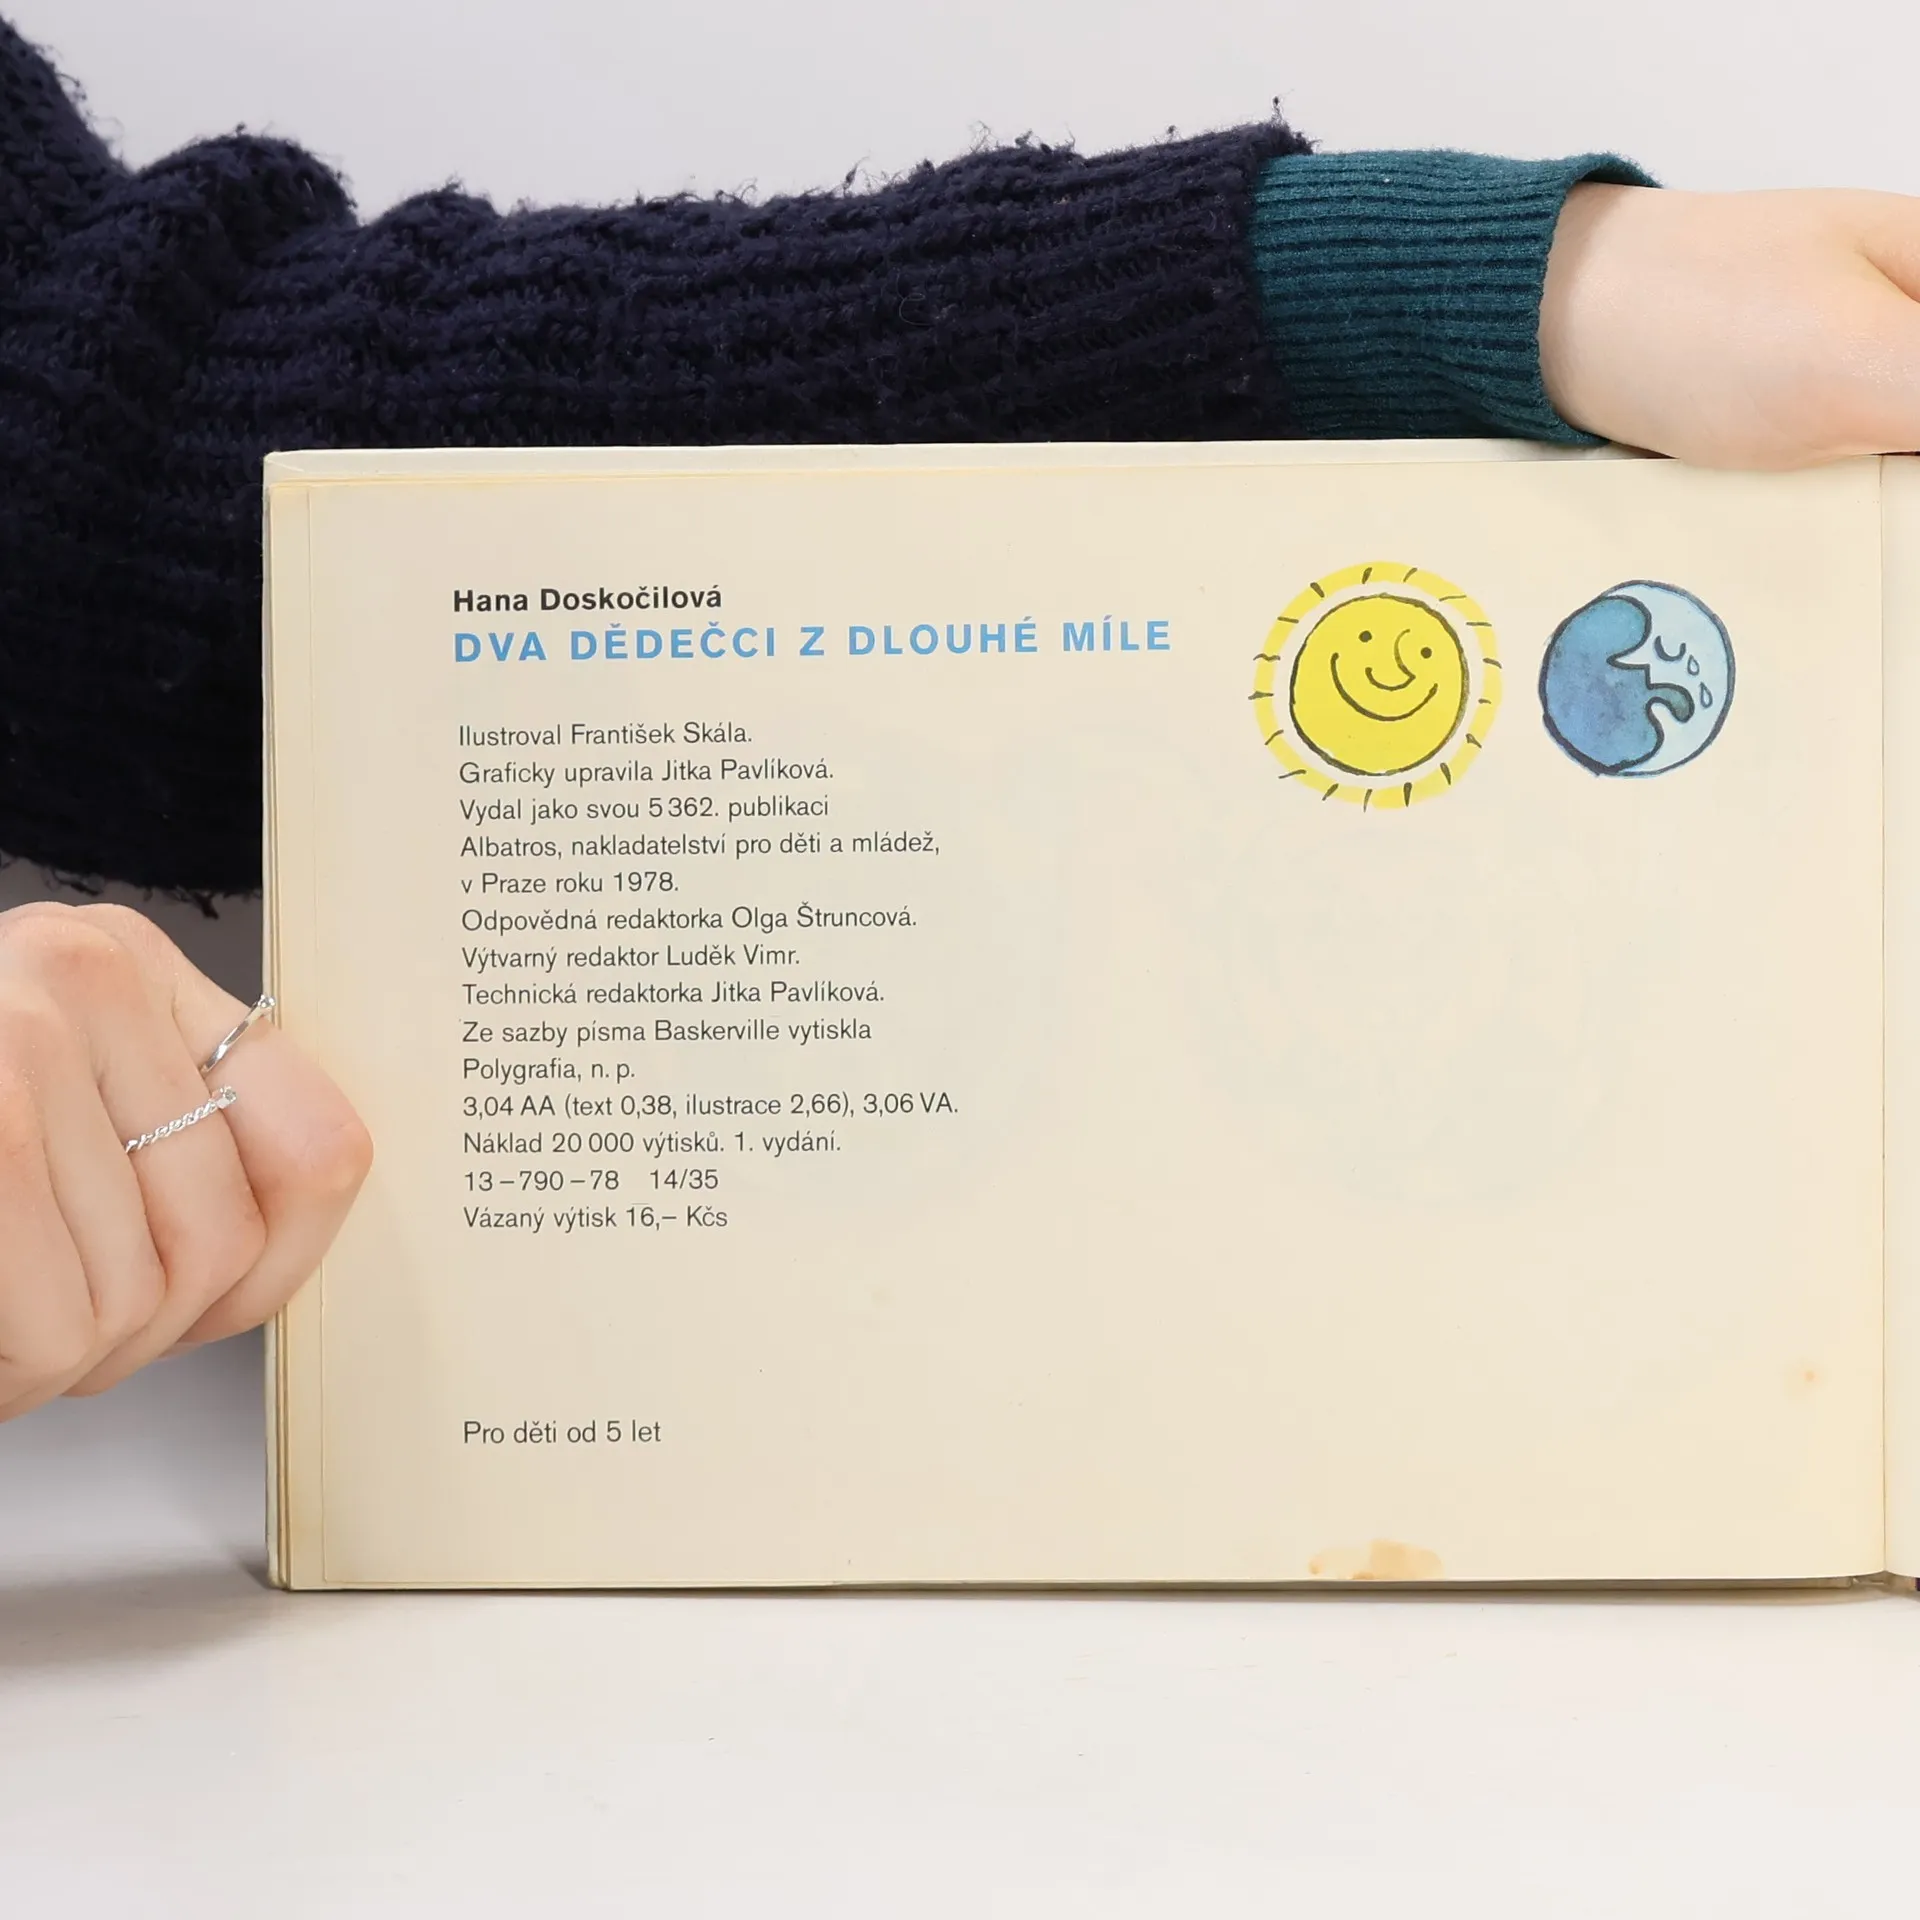 Hana Doskočilová
DVA DĚDEČCI Z DLOUHÉ MÍLE
Ilustroval František Skála.
Graficky upravila Jitka Pavlíková.
Vydal jako svou 5 362. publikaci
Albatros, nakladatelství pro děti a mládež,
v Praze roku 1978.
Odpovědná redaktorka Olga Štruncová.
Výtvarný redaktor Luděk Vimr.
Technická redaktorka Jitka Pavlíková.
Ze sazby písma Baskerville vytiskla
Polygrafia, n. p.
3,04 AA (text 0,38, ilustrace 2,66), 3,06 VA.
Náklad 20 000 výtisků. 1. vydání.
13 – 790 – 78 14/35
Vázaný výtisk 16,– Kčs
Pro děti od 5 let